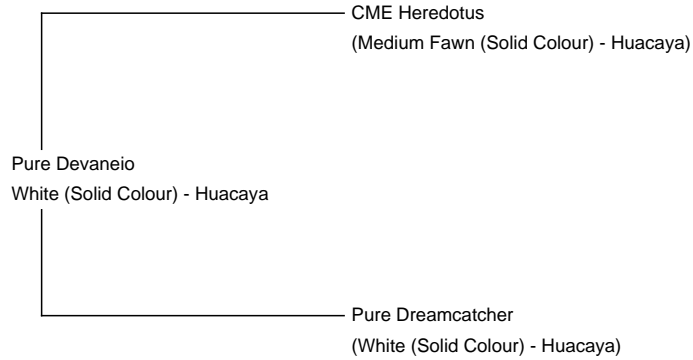 CME Heredotus
(Medium Fawn (Solid Colour) - Huacaya)
Pure Devaneio
White (Solid Colour) - Huacaya
Pure Dreamcatcher
(White (Solid Colour) - Huacaya)